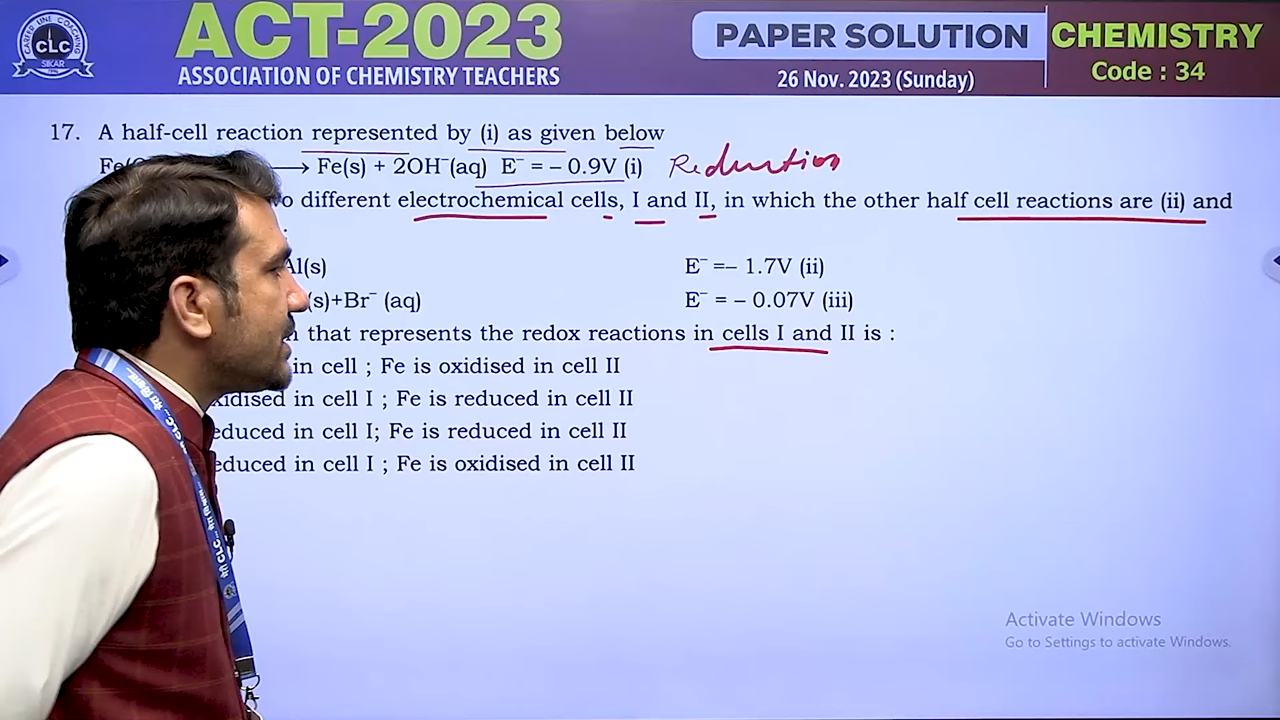 CAREER LINE COACHING
CLC
SIKAR
ACT-2023
ASSOCIATION OF CHEMISTRY TEACHERS
PAPER SOLUTION
26 Nov. 2023 (Sunday)
CHEMISTRY
Code : 34
17. A half-cell reaction represented by (i) as given below
⟶ Fe(s) + 2OH⁻(aq) E⁻ = – 0.9V (i) Reduction
different electrochemical cells, I and II, in which the other half cell reactions are (ii) and
Al(s) E⁻ =– 1.7V (ii)
(s)+Br⁻ (aq) E⁻ = – 0.07V (iii)
that represents the redox reactions in cells I and II is :
in cell ; Fe is oxidised in cell II
in cell I ; Fe is reduced in cell II
in cell I; Fe is reduced in cell II
in cell I ; Fe is oxidised in cell II
Activate Windows
Go to Settings to activate Windows.